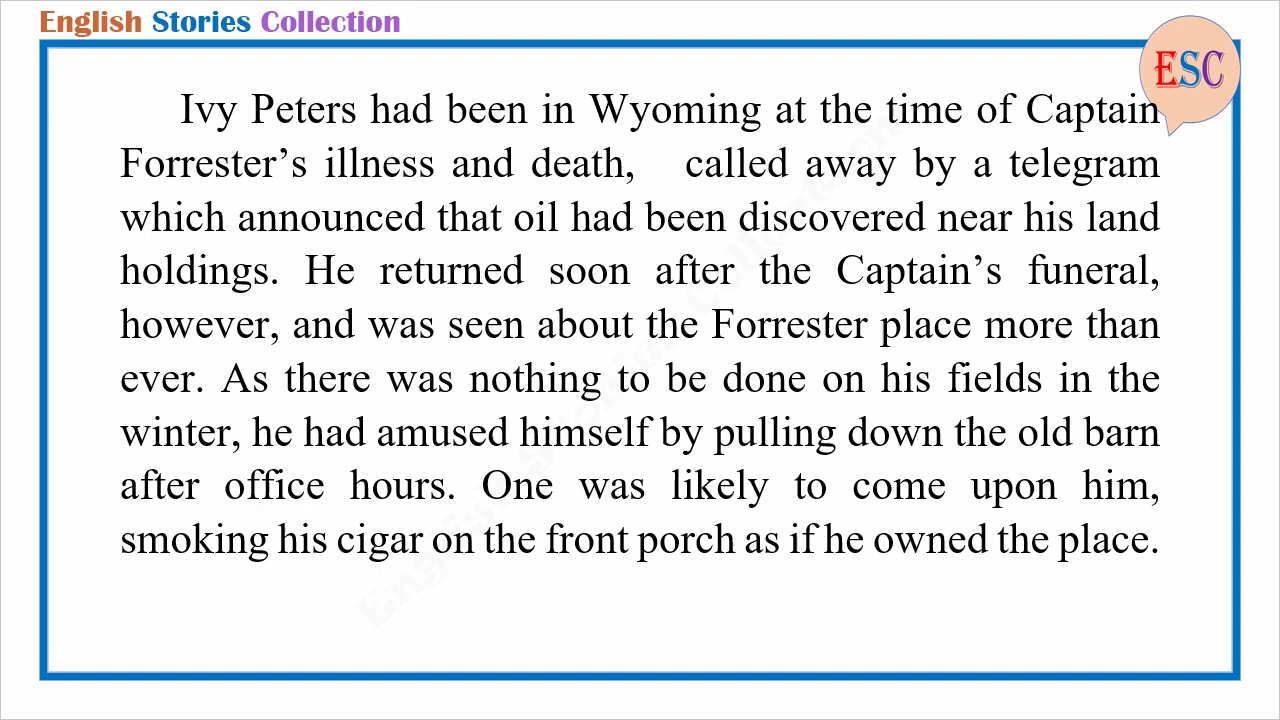 English Stories Collection
ESC
Ivy Peters had been in Wyoming at the time of Captain
Forrester’s illness and death, called away by a telegram
which announced that oil had been discovered near his land
holdings. He returned soon after the Captain’s funeral,
however, and was seen about the Forrester place more than
ever. As there was nothing to be done on his fields in the
winter, he had amused himself by pulling down the old barn
after office hours. One was likely to come upon him,
smoking his cigar on the front porch as if he owned the place.
English Stories Collection